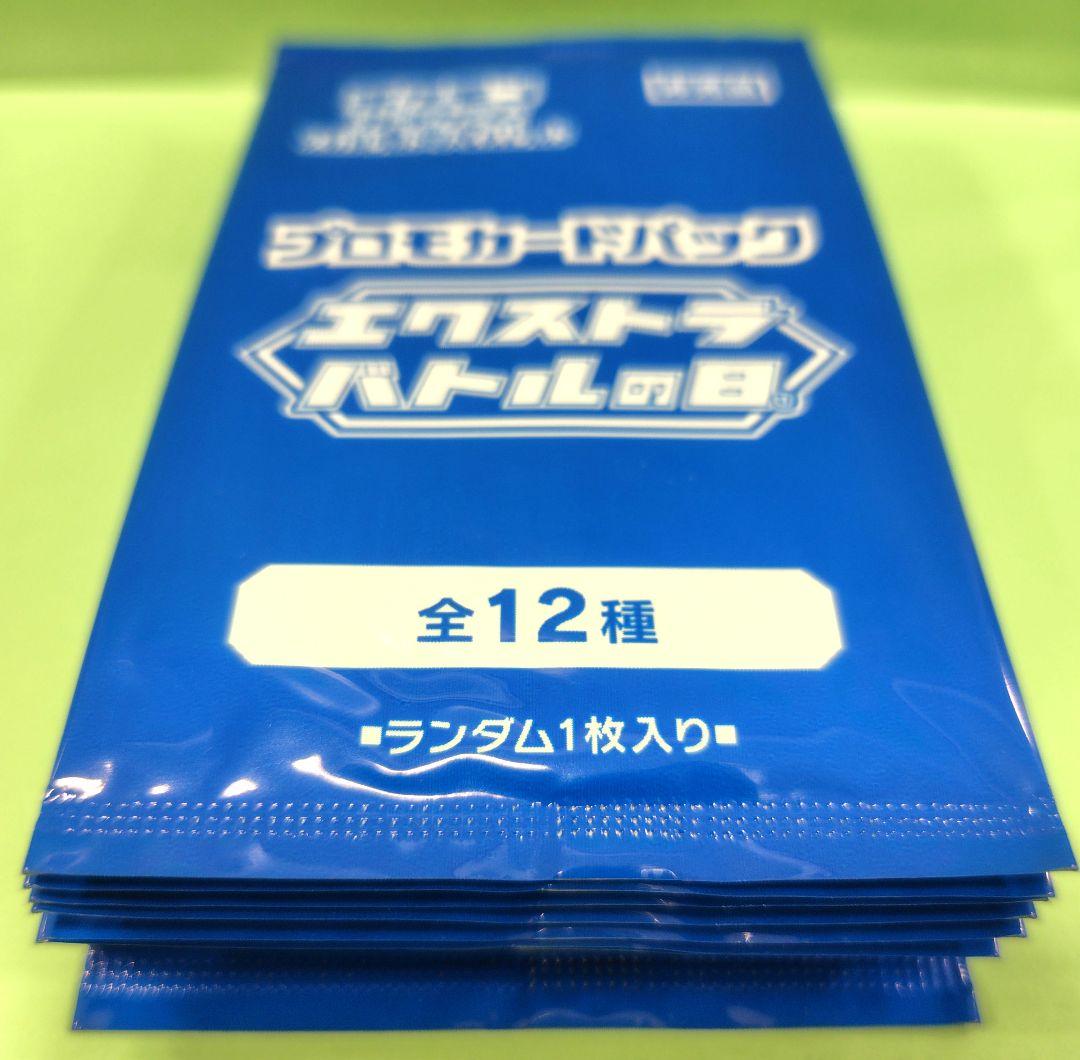 プロモカードパック
エクストラ
バトルの日
全12種
■ランダム1枚入り■